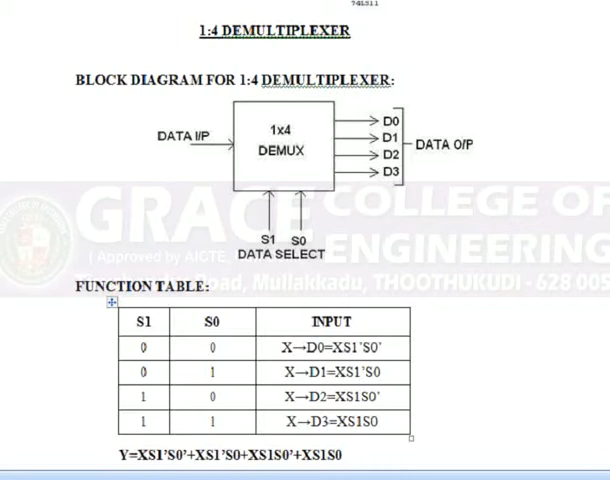 741S11
1:4 DEMULTIPLEXER
BLOCK DIAGRAM FOR 1:4 DEMULTIPLEXER:
DATA I/P
1x4
DEMUX
D0
D1
D2
D3
DATA O/P
S1 S0
DATA SELECT
GRACE COLLEGE OF
ENGINEERING
( Approved by AICTE,
Road, Mullakkadu, THOOTHUKUDI - 628 005
FUNCTION TABLE:
S1 S0 INPUT
0 0 X→D0=XS1'S0'
0 1 X→D1=XS1'S0
1 0 X→D2=XS1S0'
1 1 X→D3=XS1S0
Y=XS1'S0'+XS1'S0+XS1S0'+XS1S0